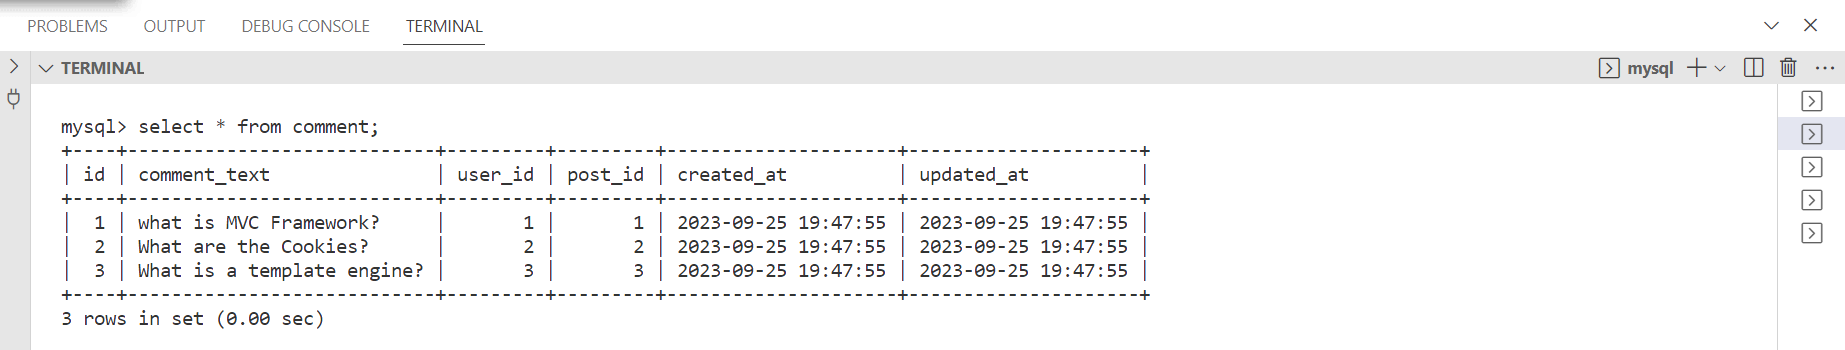 PROBLEMS OUTPUT DEBUG CONSOLE TERMINAL
TERMINAL mysql
mysql> select * from comment;
+----+----------------------------+---------+---------+---------------------+---------------------+
| id | comment_text               | user_id | post_id | created_at          | updated_at          |
+----+----------------------------+---------+---------+---------------------+---------------------+
|  1 | what is MVC Framework?     |       1 |       1 | 2023-09-25 19:47:55 | 2023-09-25 19:47:55 |
|  2 | What are the Cookies?      |       2 |       2 | 2023-09-25 19:47:55 | 2023-09-25 19:47:55 |
|  3 | What is a template engine? |       3 |       3 | 2023-09-25 19:47:55 | 2023-09-25 19:47:55 |
+----+----------------------------+---------+---------+---------------------+---------------------+
3 rows in set (0.00 sec)